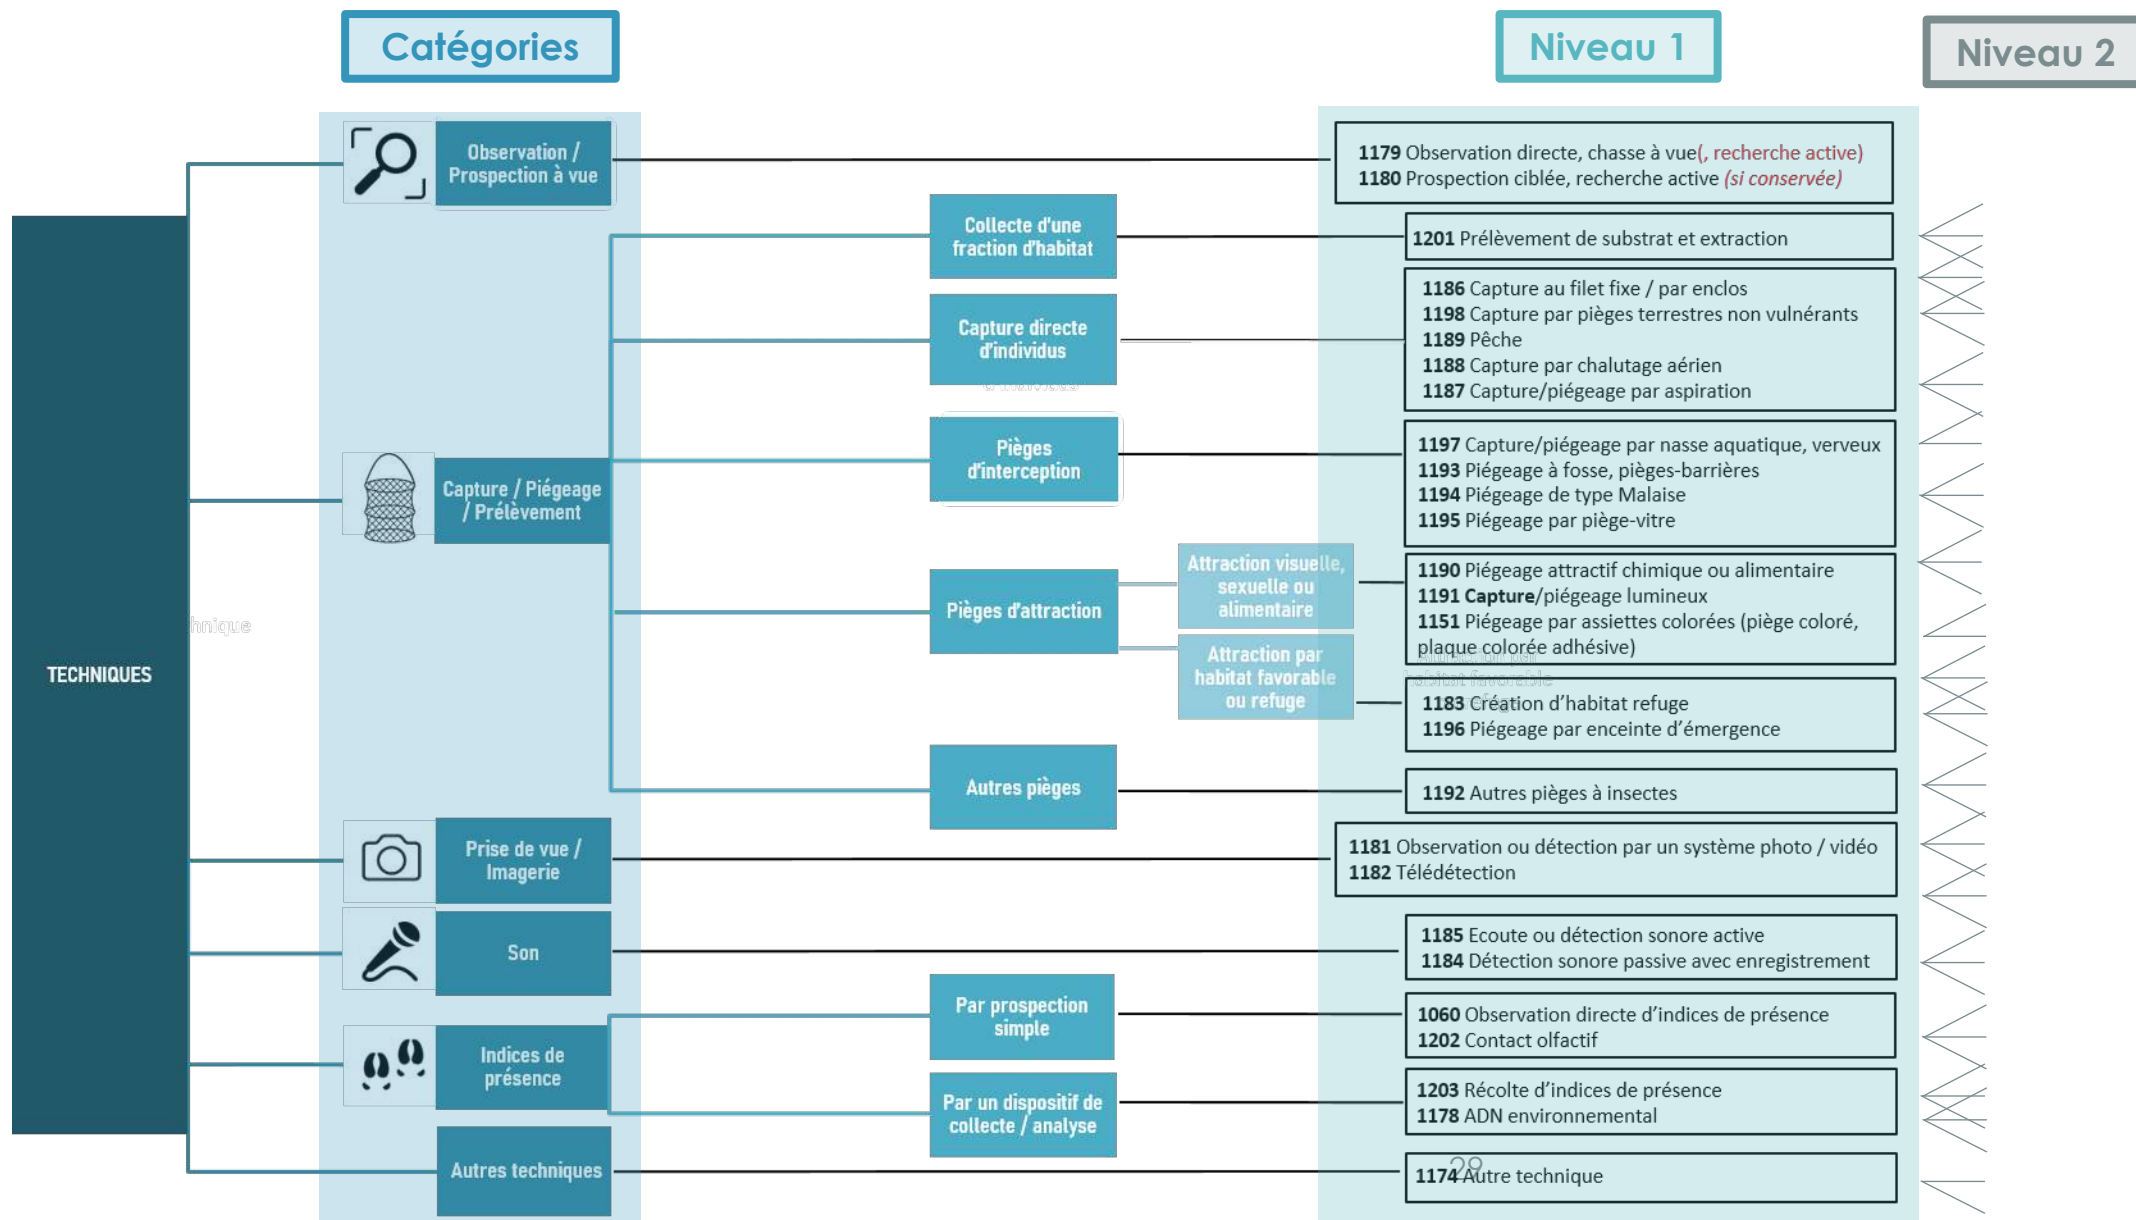 Catégories
Niveau 1
Niveau 2
TECHNIQUES
Observation /
Prospection à vue
1179 Observation directe, chasse à vue(, recherche active)
1180 Prospection ciblée, recherche active (si conservée)
Capture / Piégeage
/ Prélèvement
Collecte d'une
fraction d'habitat
1201 Prélèvement de substrat et extraction
Capture directe
d'individus
1186 Capture au filet fixe / par enclos
1198 Capture par pièges terrestres non vulnérants
1189 Pêche
1188 Capture par chalutage aérien
1187 Capture/piégeage par aspiration
Pièges
d'interception
1197 Capture/piégeage par nasse aquatique, verveux
1193 Piégeage à fosse, pièges-barrières
1194 Piégeage de type Malaise
1195 Piégeage par piège-vitre
Pièges d'attraction
Attraction visuelle,
sexuelle ou
alimentaire
1190 Piégeage attractif chimique ou alimentaire
1191 Capture/piégeage lumineux
1151 Piégeage par assiettes colorées (piège coloré,
plaque colorée adhésive)
Attraction par
habitat favorable
ou refuge
1183 Création d'habitat refuge
1196 Piégeage par enceinte d'émergence
Autres pièges
1192 Autres pièges à insectes
Prise de vue /
Imagerie
1181 Observation ou détection par un système photo / vidéo
1182 Télédétection
Son
1185 Ecoute ou détection sonore active
1184 Détection sonore passive avec enregistrement
Indices de
présence
Par prospection
simple
1060 Observation directe d'indices de présence
1202 Contact olfactif
Par un dispositif de
collecte / analyse
1203 Récolte d'indices de présence
1178 ADN environnemental
Autres techniques
1174 Autre technique
29